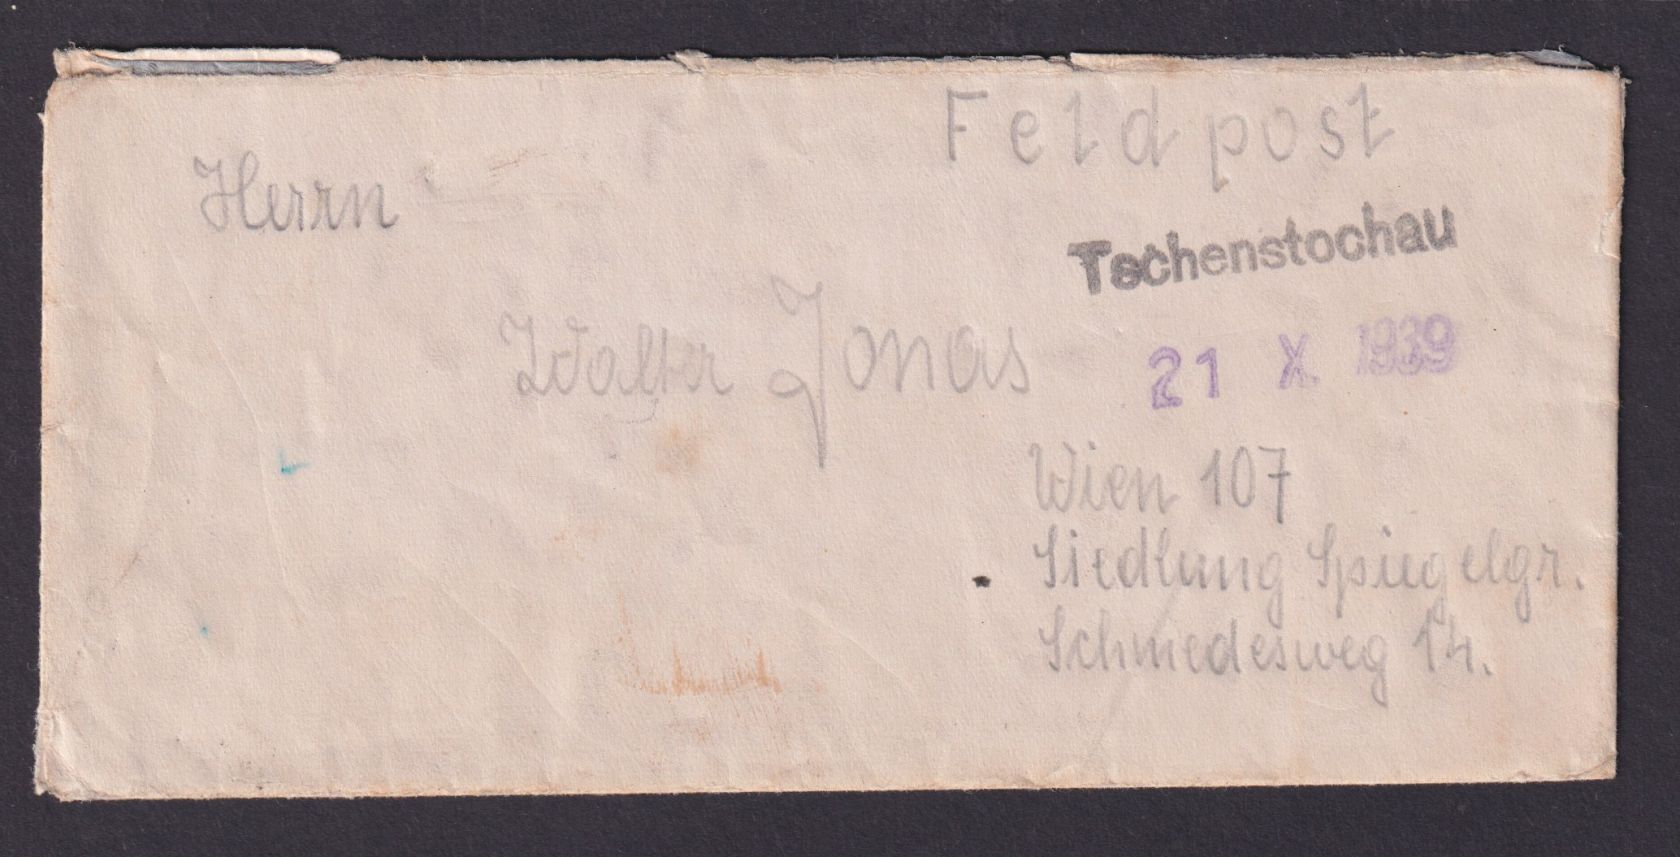 Feldpost
Herrn
Tschenstochau
Walter Jonas
21 X 1939
Wien 107
Siedlung Spiegelgr.
Schmiedesweg 14.